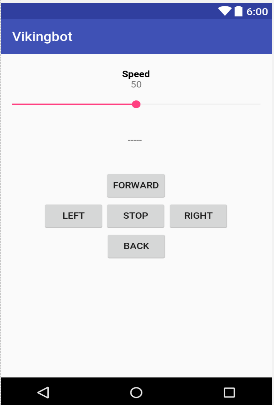 6:00
Vikingbot
Speed
50
-----
FORWARD
LEFT STOP RIGHT
BACK